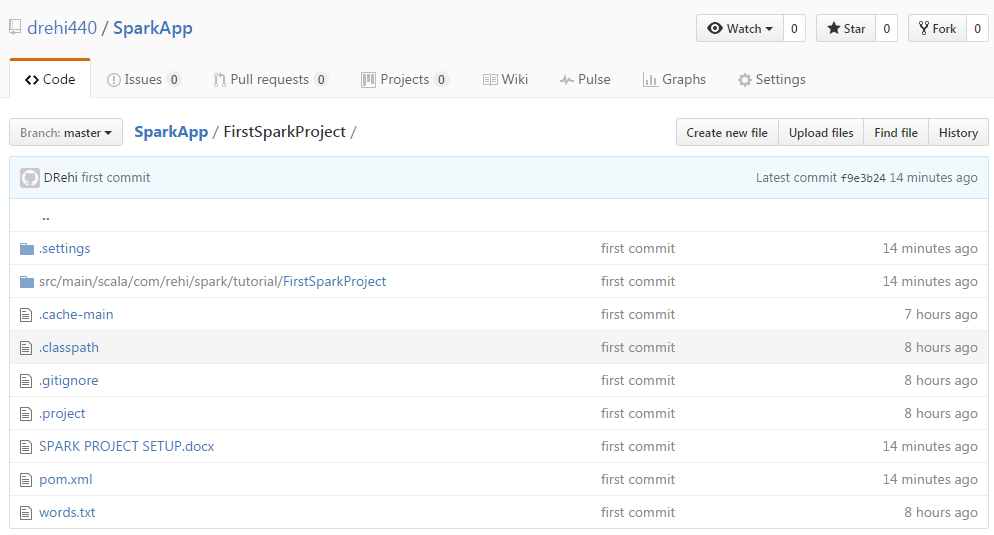 drehi440 / SparkApp
Watch 0 Star 0 Fork 0
Code Issues 0 Pull requests 0 Projects 0 Wiki Pulse Graphs Settings
Branch: master SparkApp / FirstSparkProject / Create new file Upload files Find file History
DRehi first commit Latest commit f9e3b24 14 minutes ago
..
.settings first commit 14 minutes ago
src/main/scala/com/rehi/spark/tutorial/FirstSparkProject first commit 14 minutes ago
.cache-main first commit 7 hours ago
.classpath first commit 8 hours ago
.gitignore first commit 8 hours ago
.project first commit 8 hours ago
SPARK PROJECT SETUP.docx first commit 14 minutes ago
pom.xml first commit 14 minutes ago
words.txt first commit 8 hours ago